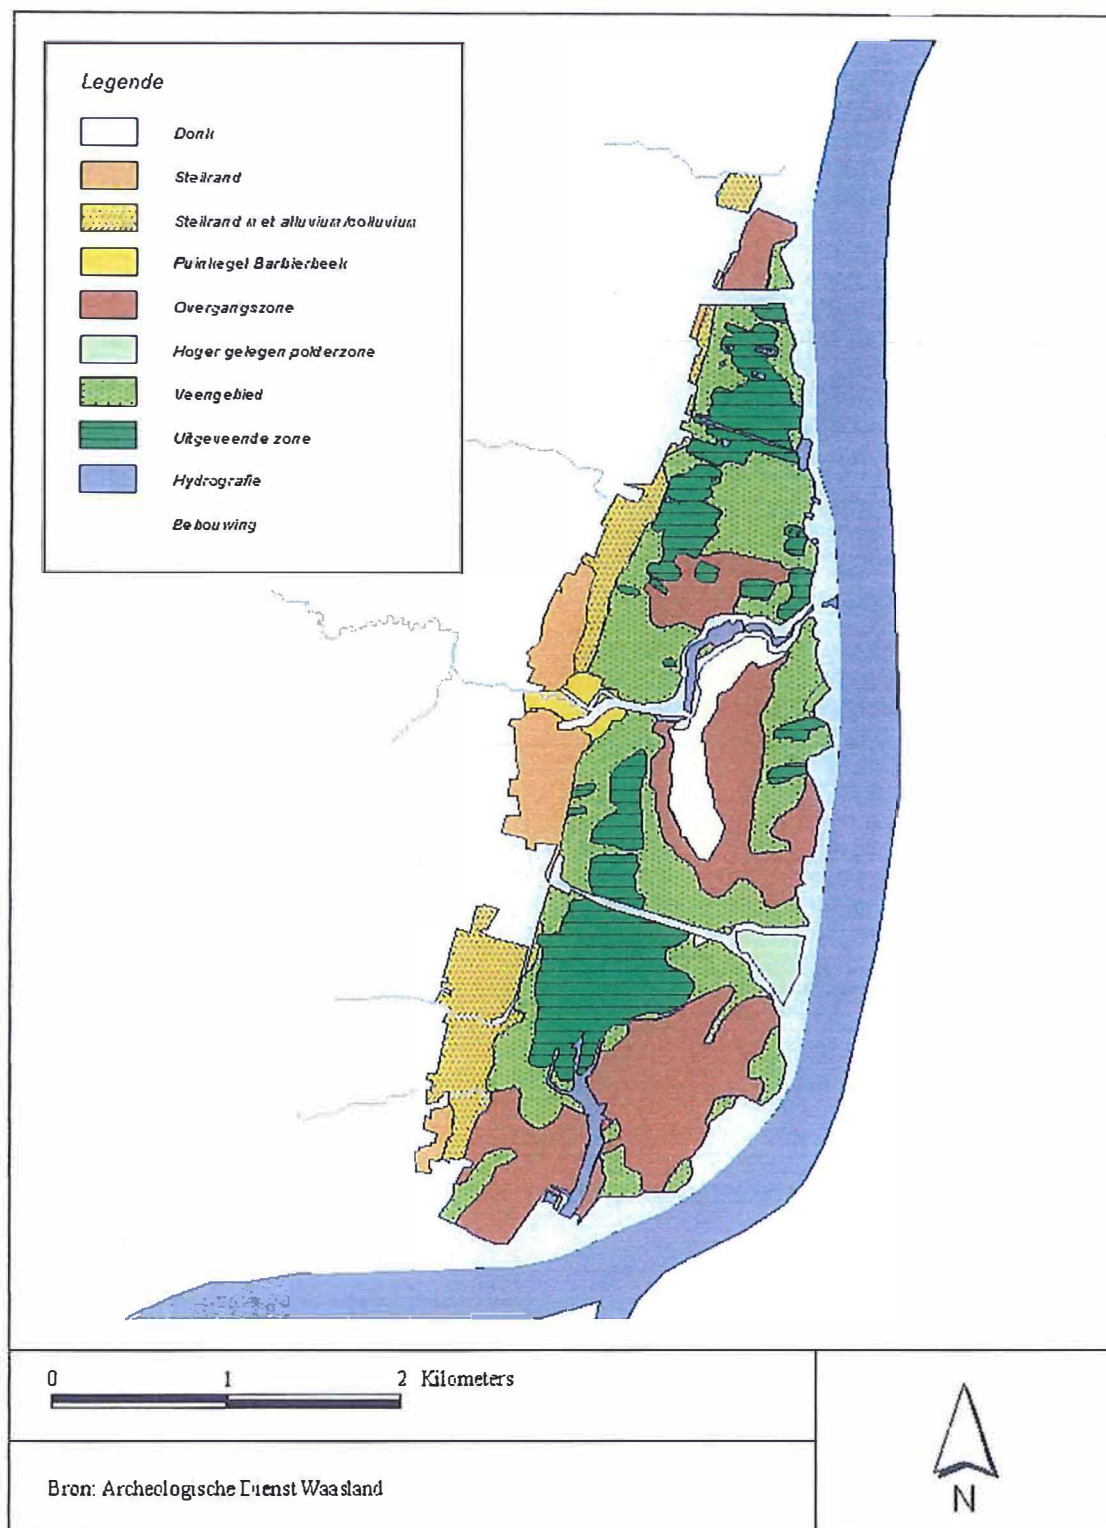 Legende
Donk
Steilrand
Steilrand met alluvium/colluvium
Puinkegel Barbierbeek
Overgangszone
Hoger gelegen polderzone
Veengebied
Uitgeveende zone
Hydrografie
Bebouwing
0 1 2 Kilometers
Bron: Archeologische Dienst Waasland
N